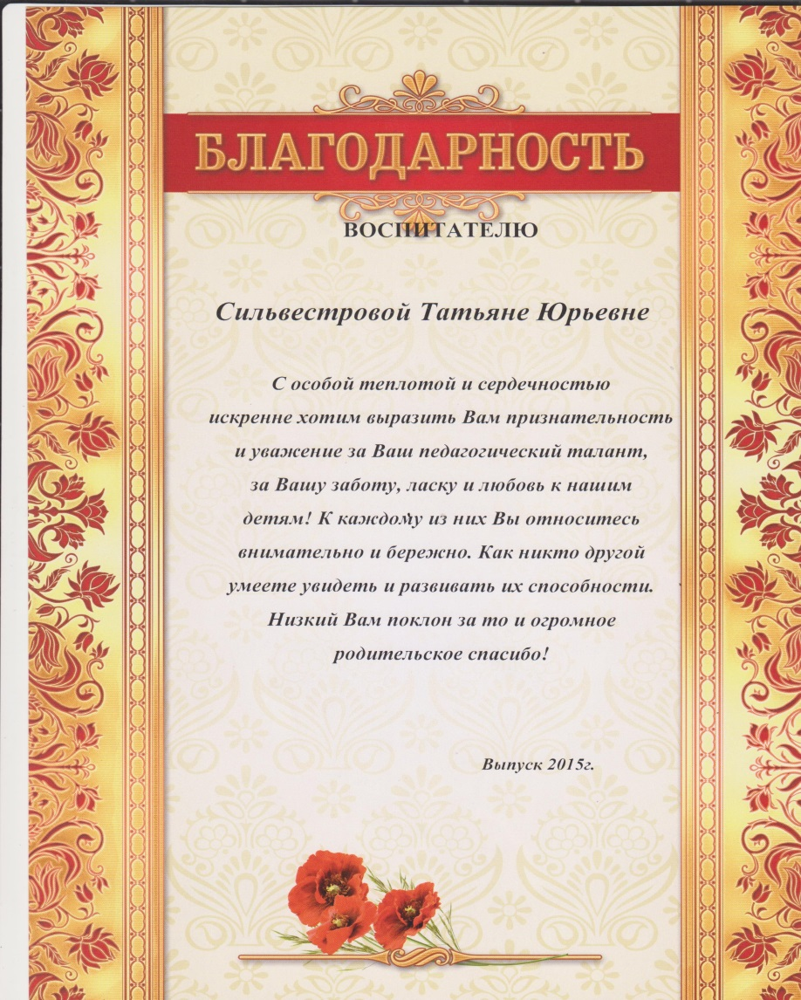 БЛАГОДАРНОСТЬ
ВОСПИТАТЕЛЮ
Сильвестровой Татьяне Юрьевне
С особой теплотой и сердечностью
искренне хотим выразить Вам признательность
и уважение за Ваш педагогический талант,
за Вашу заботу, ласку и любовь к нашим
детям! К каждому из них Вы относитесь
внимательно и бережно. Как никто другой
умеете увидеть и развивать их способности.
Низкий Вам поклон за то и огромное
родительское спасибо!
Выпуск 2015г.